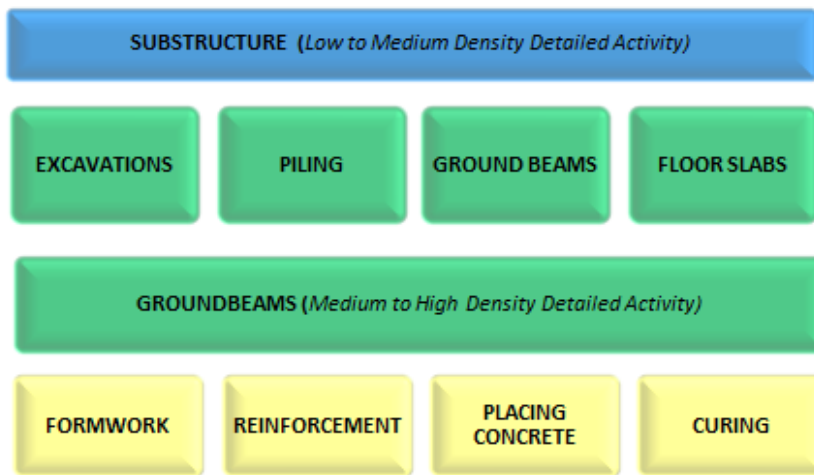 SUBSTRUCTURE (Low to Medium Density Detailed Activity)
EXCAVATIONS
PILING
GROUND BEAMS
FLOOR SLABS
GROUNDBEAMS (Medium to High Density Detailed Activity)
FORMWORK
REINFORCEMENT
PLACING
CONCRETE
CURING